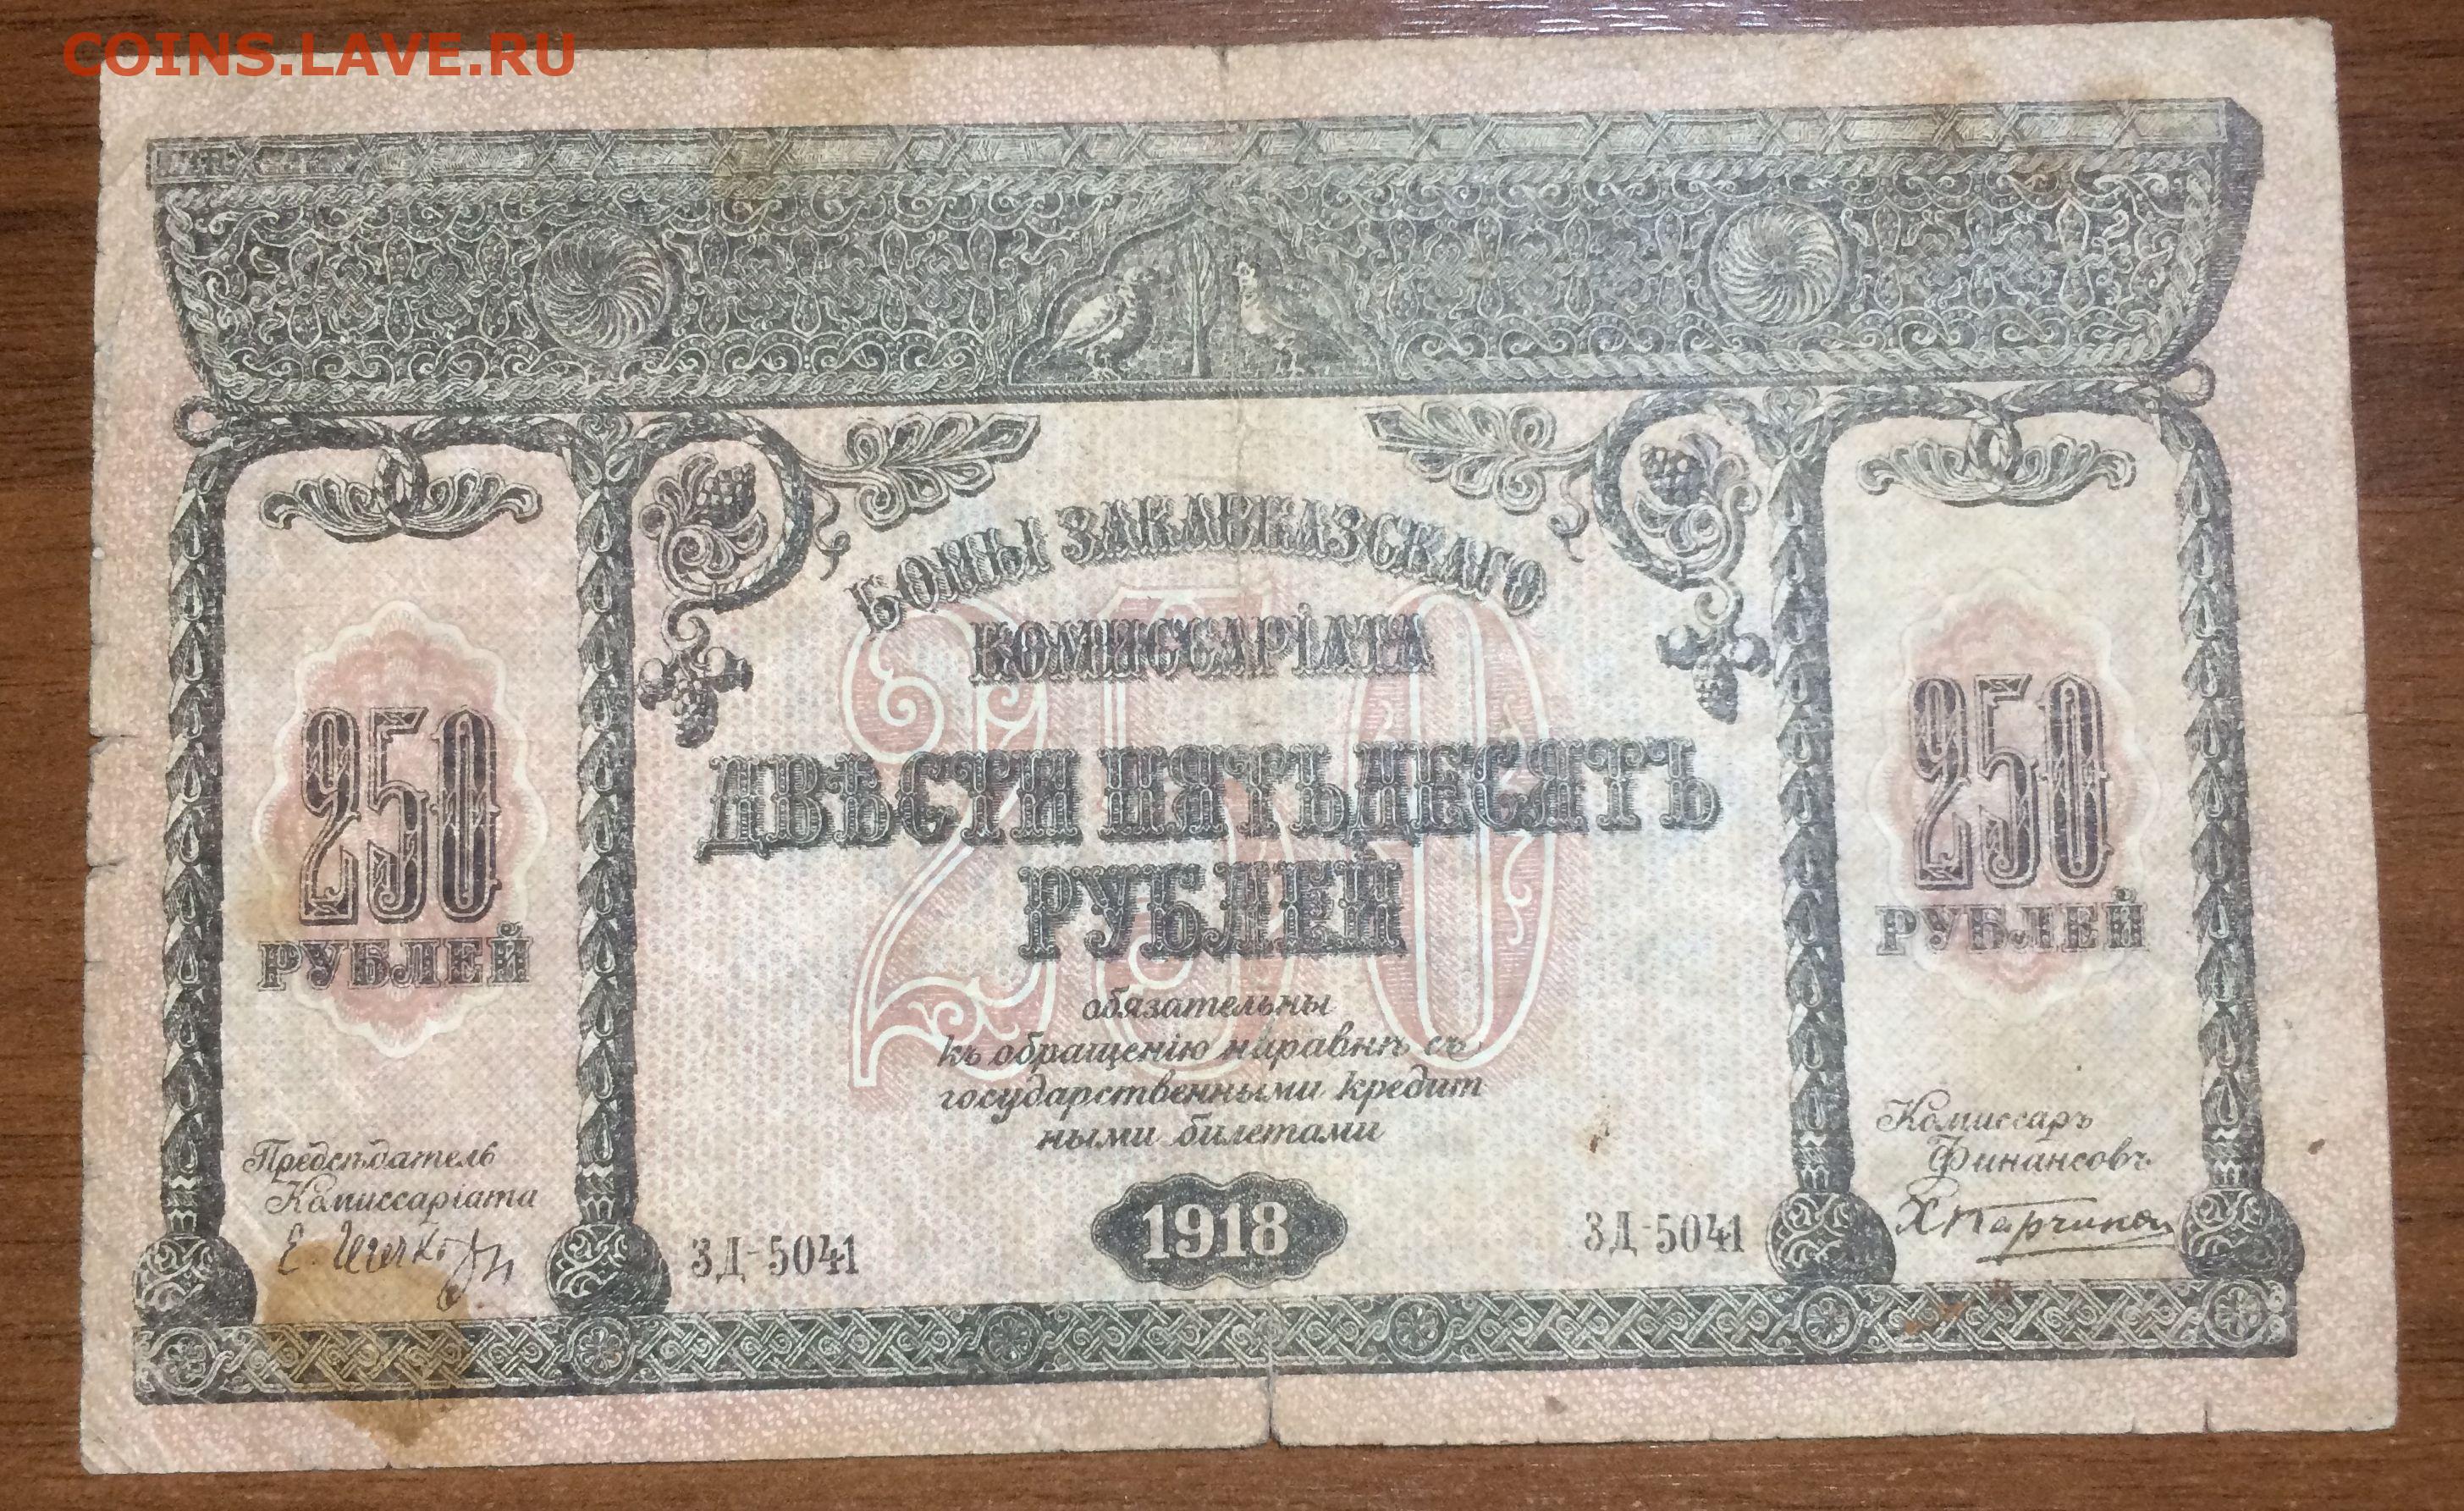 COINS.LAVE.RU
БОНЫ ЗАКАВКАЗСКАГО
КОМИССАРІАТА
ДВѢСТИ ПЯТЬДЕСЯТЪ
РУБЛЕЙ
обязательны
къ обращенію наравнѣ съ
государственными кредит
ными билетами
1918
250
РУБЛЕЙ
Предсѣдатель
Комиссаріата
ЗД-5041
250
250
РУБЛЕЙ
Комиссаръ
Финансовъ
ЗД-5041